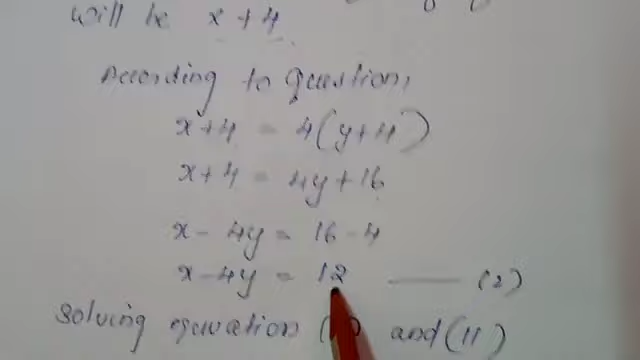 will be x+4
According to question,
x+4 = 4(y+4)
x+4 = 4y+16
x - 4y = 16 - 4
x - 4y = 12 —— (2)
Solving equation ( ) and (11)